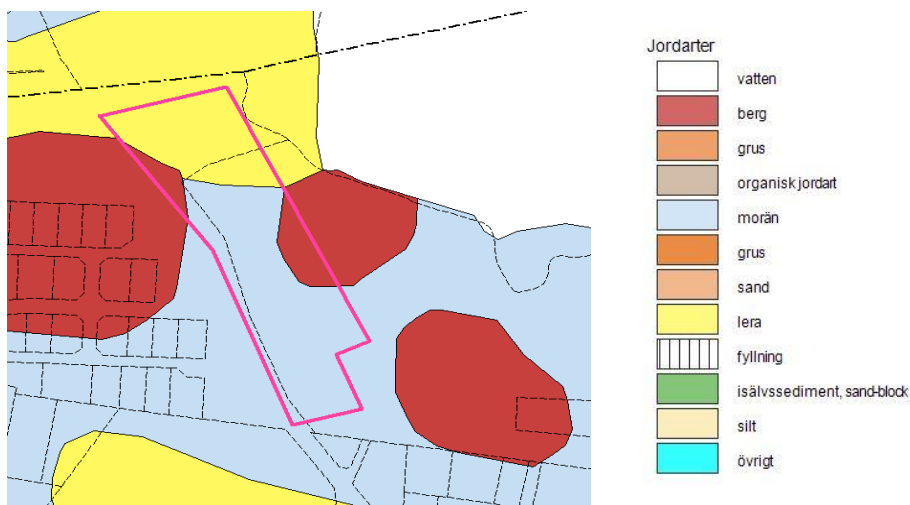 Jordarter
vatten
berg
grus
organisk jordart
morän
grus
sand
lera
fyllning
isälvssediment, sand-block
silt
övrigt